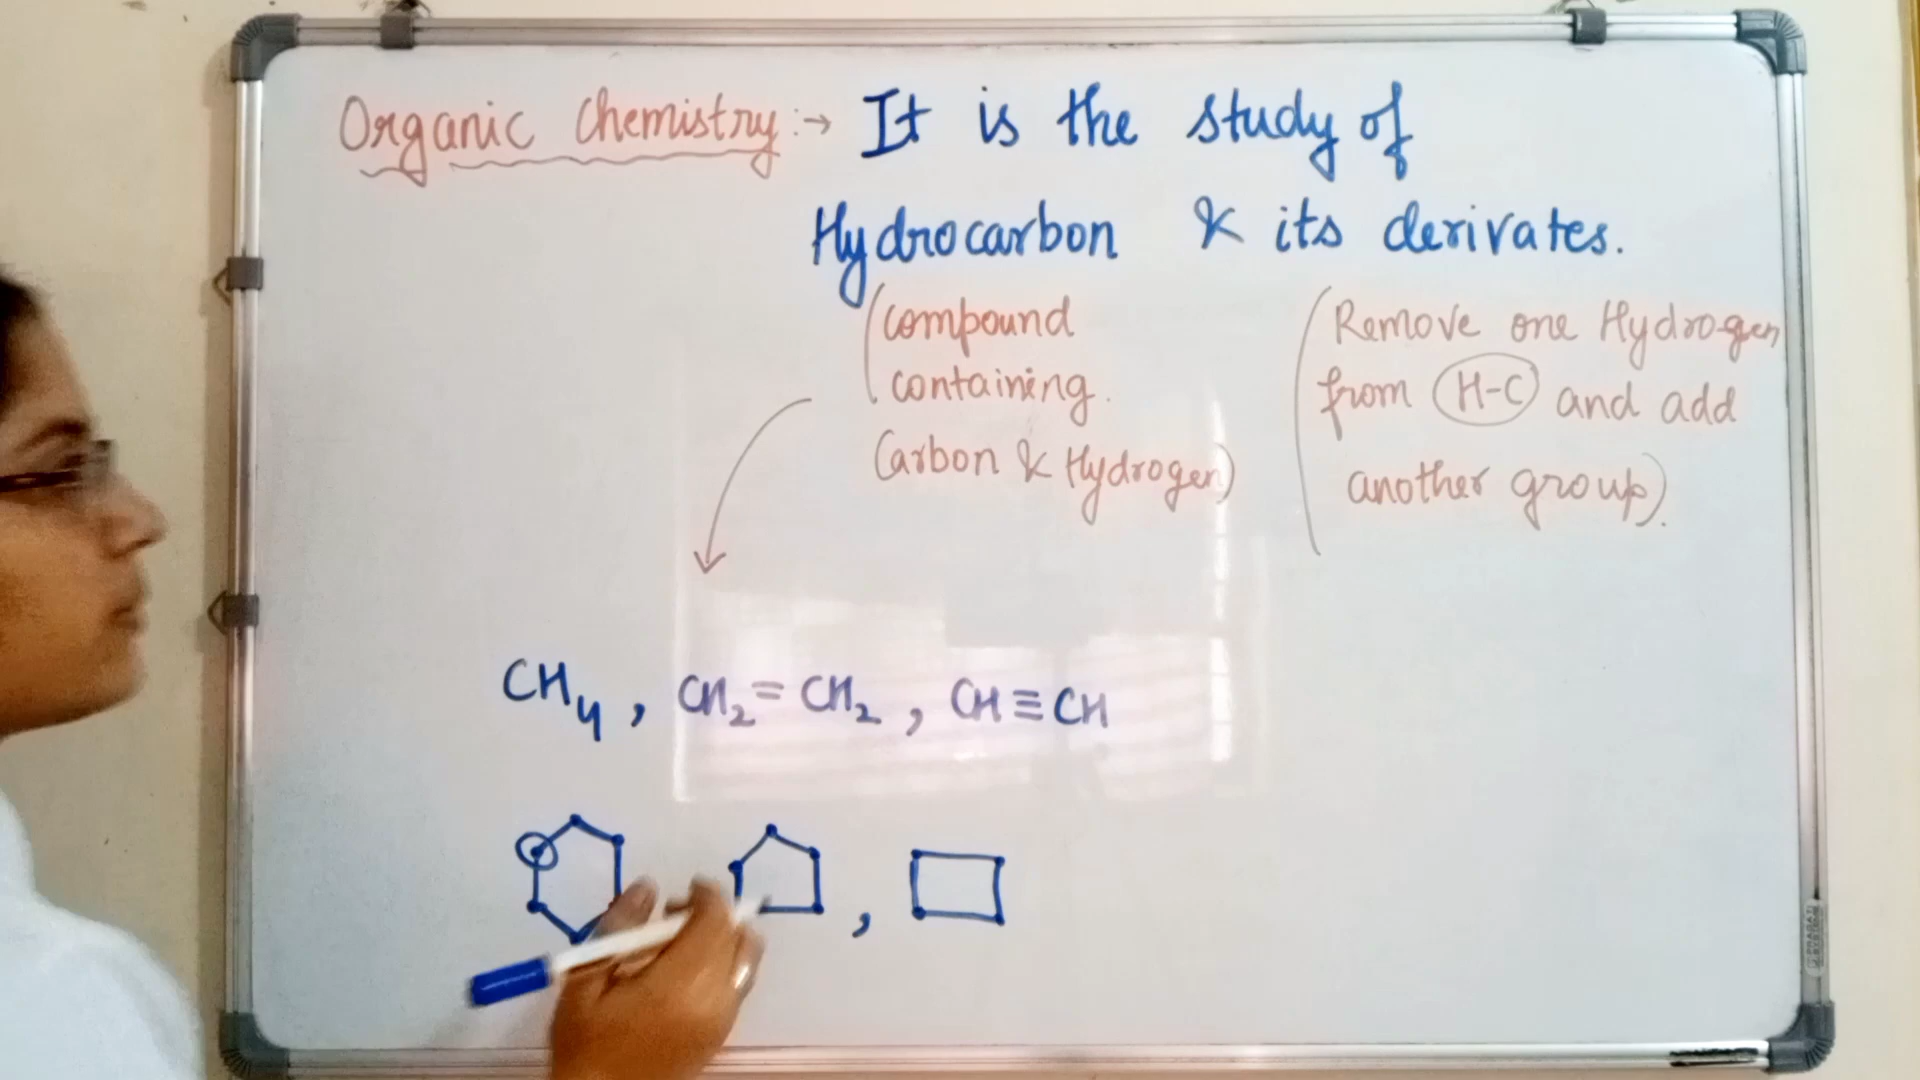 Organic Chemistry :→ It is the study of
Hydrocarbon & its derivates.
(compound
containing.
Carbon & Hydrogen)
(Remove one Hydrogen
from H-C and add
another group).
CH₄, CH₂=CH₂, CH≡CH
,